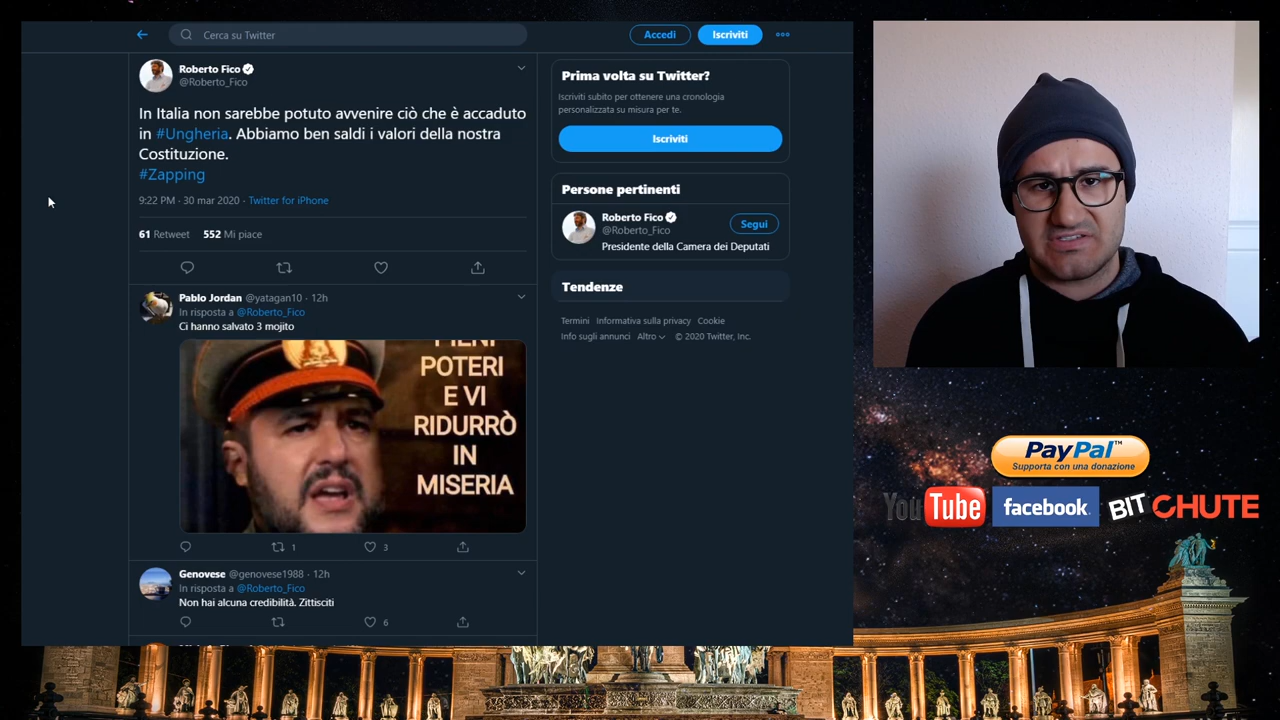 Cerca su Twitter
Accedi
Iscriviti
Roberto Fico
@Roberto_Fico
In Italia non sarebbe potuto avvenire ciò che è accaduto
in #Ungheria. Abbiamo ben saldi i valori della nostra
Costituzione.
#Zapping
9:22 PM · 30 mar 2020 · Twitter for iPhone
61 Retweet 552 Mi piace
Pablo Jordan @yatagan10 · 12h
In risposta a @Roberto_Fico
Ci hanno salvato 3 mojito
PIENI
POTERI
E VI
RIDURRÒ
IN
MISERIA
1 3
Genovese @genovese1988 · 12h
In risposta a @Roberto_Fico
Non hai alcuna credibilità. Zittisciti
6
Prima volta su Twitter?
Iscriviti subito per ottenere una cronologia
personalizzata su misura per te.
Iscriviti
Persone pertinenti
Roberto Fico
@Roberto_Fico
Segui
Presidente della Camera dei Deputati
Tendenze
Termini Informativa sulla privacy Cookie
Info sugli annunci Altro © 2020 Twitter, Inc.
PayPal™
Supporta con una donazione
YouTube facebook BIT CHUTE